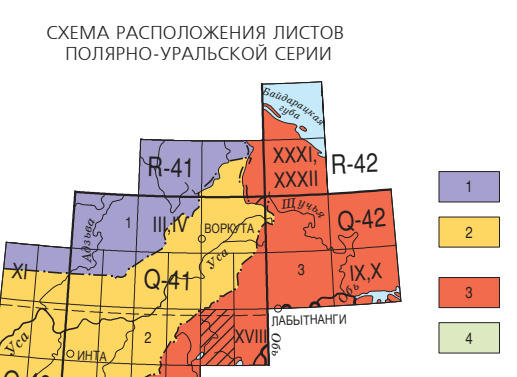 СХЕМА РАСПОЛОЖЕНИЯ ЛИСТОВ
ПОЛЯРНО-УРАЛЬСКОЙ СЕРИИ
Байдарацкая
губа
R-41
XXXI,
XXXII
R-42
1
Адзьва
1
III,IV
ВОРКУТА
Щучья
Q-42
2
XI
Q-41
Уса
3
IX,X
Обь
3
Уса
2
XVIII
ЛАБЫТНАНГИ
Обь
4
ИНТА